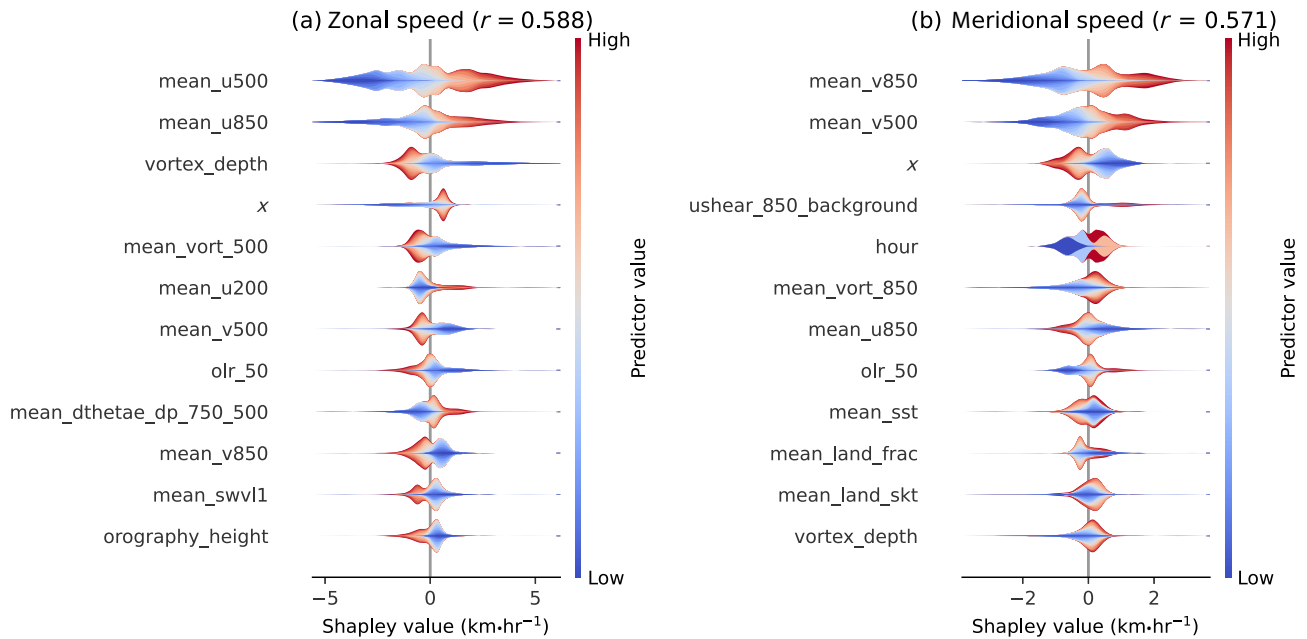 (a) Zonal speed (r = 0.588)
High
mean_u500
mean_u850
vortex_depth
x
mean_vort_500
mean_u200
mean_v500
olr_50
mean_dthetae_dp_750_500
mean_v850
mean_swvl1
orography_height
Predictor value
Low
−5 0 5
Shapley value (km·hr⁻¹)
(b) Meridional speed (r = 0.571)
High
mean_v850
mean_v500
x
ushear_850_background
hour
mean_vort_850
mean_u850
olr_50
mean_sst
mean_land_frac
mean_land_skt
vortex_depth
Predictor value
Low
−2 0 2
Shapley value (km·hr⁻¹)